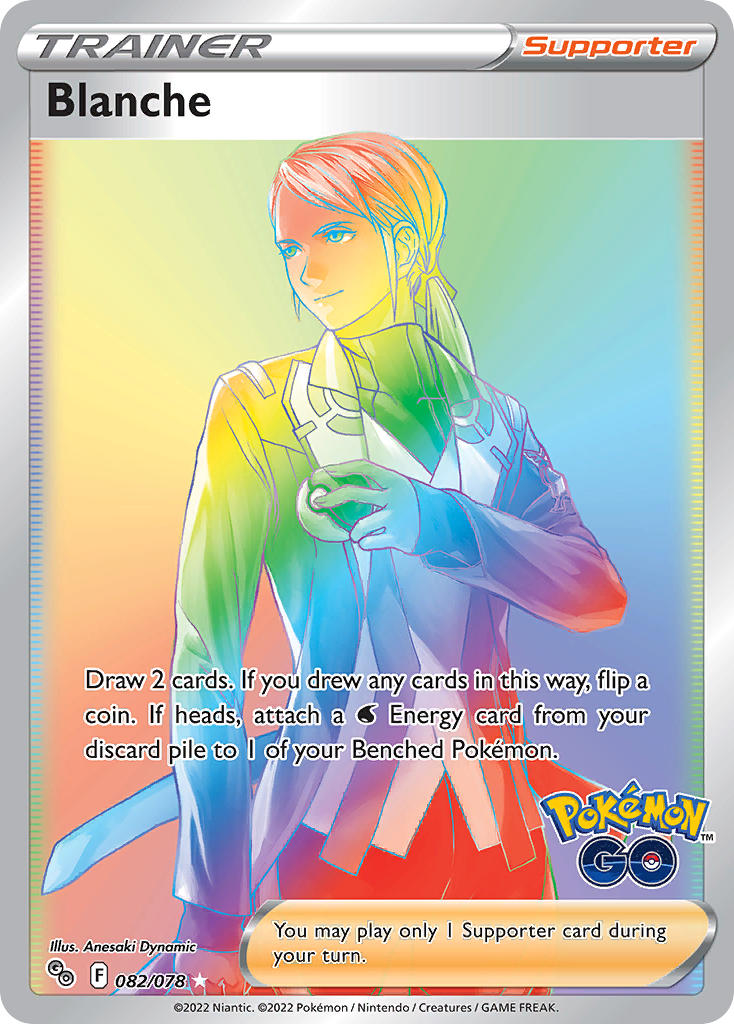 TRAINER Supporter
Blanche
Draw 2 cards. If you drew any cards in this way, flip a
coin. If heads, attach a Energy card from your
discard pile to 1 of your Benched Pokémon.
POKéMON TM
GO
You may play only 1 Supporter card during
your turn.
Illus. Anesaki Dynamic
GO F 082/078
©2022 Niantic. ©2022 Pokémon / Nintendo / Creatures / GAME FREAK.